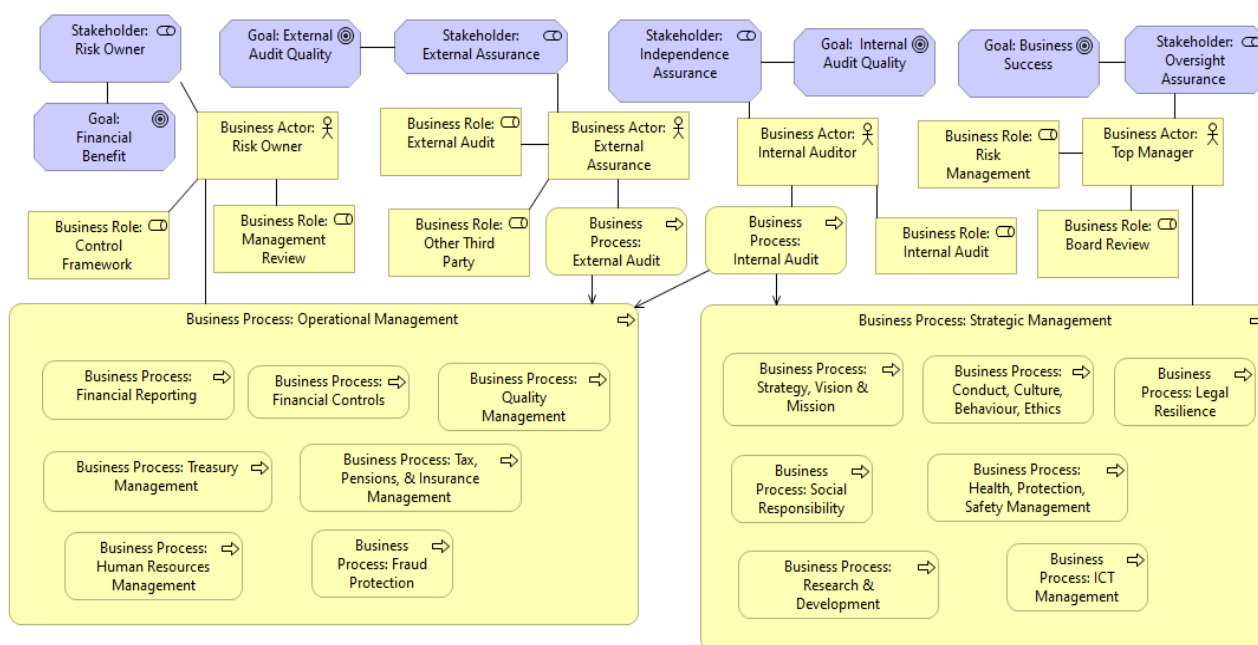 Stakeholder:
Risk Owner
Goal: External
Audit Quality
Stakeholder:
External Assurance
Stakeholder:
Independence
Assurance
Goal: Internal
Audit Quality
Goal: Business
Success
Stakeholder:
Oversight
Assurance
Goal:
Financial
Benefit
Business Actor:
Risk Owner
Business Role:
External Audit
Business Actor:
External
Assurance
Business Actor:
Internal Auditor
Business Role:
Risk
Management
Business Actor:
Top Manager
Business Role:
Control
Framework
Business Role:
Management
Review
Business Role:
Other Third
Party
Business
Process:
External Audit
Business
Process:
Internal Audit
Business Role:
Internal Audit
Business Role:
Board Review
Business Process: Operational Management
Business Process:
Financial Reporting
Business Process:
Financial Controls
Business Process:
Quality
Management
Business Process: Treasury
Management
Business Process: Tax,
Pensions, & Insurance
Management
Business Process:
Human Resources
Management
Business
Process: Fraud
Protection
Business Process: Strategic Management
Business Process:
Strategy, Vision &
Mission
Business Process:
Conduct, Culture,
Behaviour, Ethics
Business
Process: Legal
Resilience
Business
Process: Social
Responsibility
Business Process:
Health, Protection,
Safety Management
Business Process:
Research &
Development
Business
Process: ICT
Management